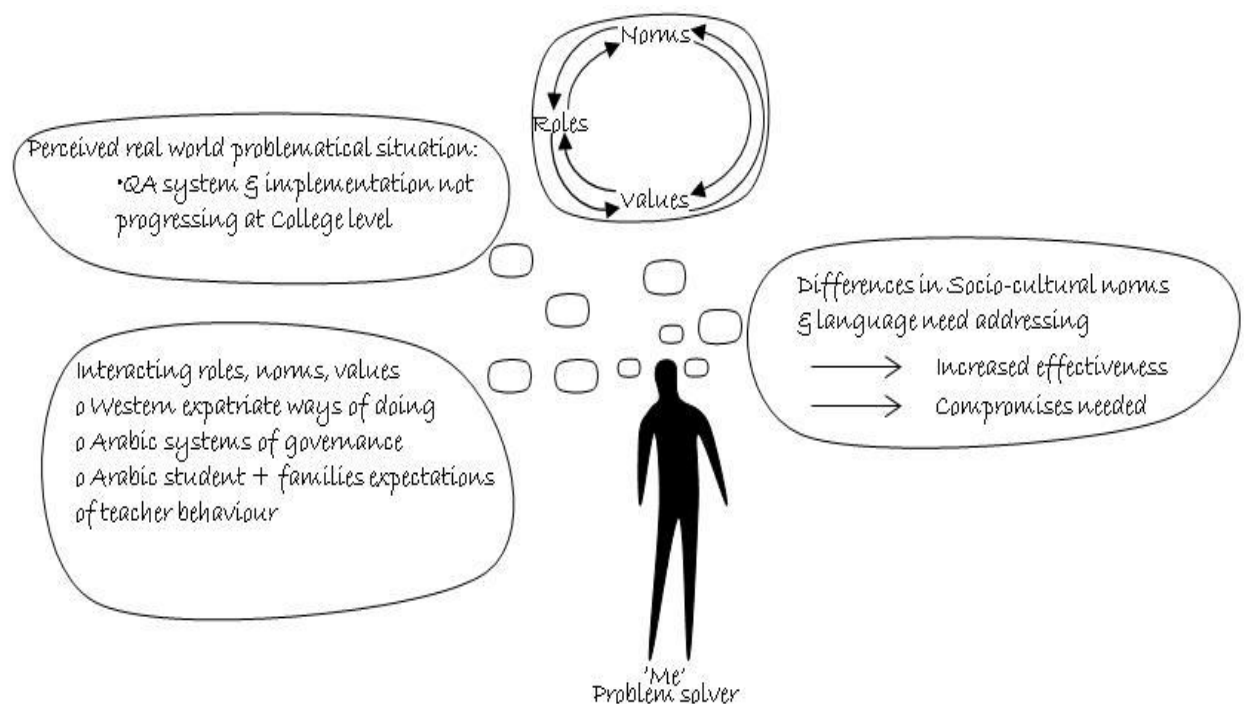 Norms
Roles
Values
Perceived real world problematical situation:
•QA system & implementation not
progressing at College level
Differences in Socio-cultural norms
& language need addressing
Increased effectiveness
Compromises needed
Interacting roles, norms, values
o Western expatriate ways of doing
o Arabic systems of governance
o Arabic student + families expectations
of teacher behaviour
'Me'
Problem solver